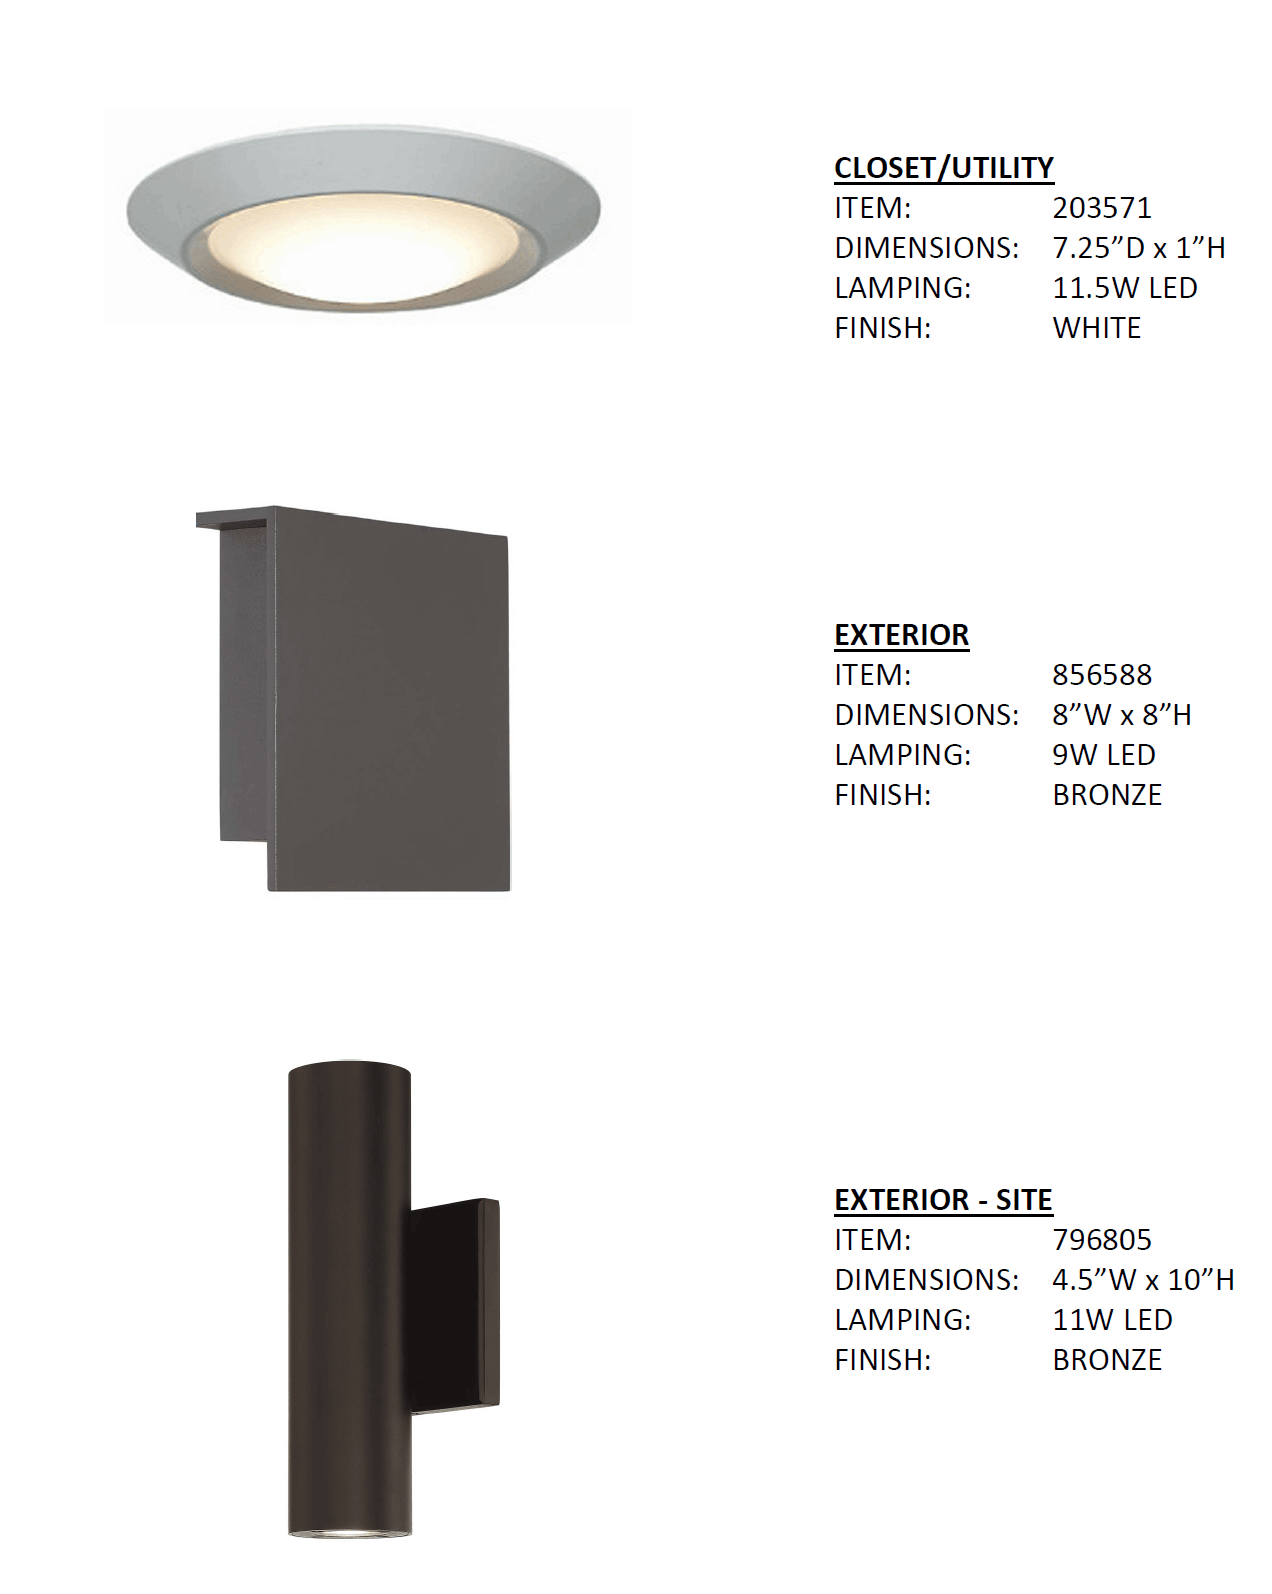 CLOSET/UTILITY
ITEM: 203571
DIMENSIONS: 7.25”D x 1”H
LAMPING: 11.5W LED
FINISH: WHITE
EXTERIOR
ITEM: 856588
DIMENSIONS: 8”W x 8”H
LAMPING: 9W LED
FINISH: BRONZE
EXTERIOR - SITE
ITEM: 796805
DIMENSIONS: 4.5”W x 10”H
LAMPING: 11W LED
FINISH: BRONZE